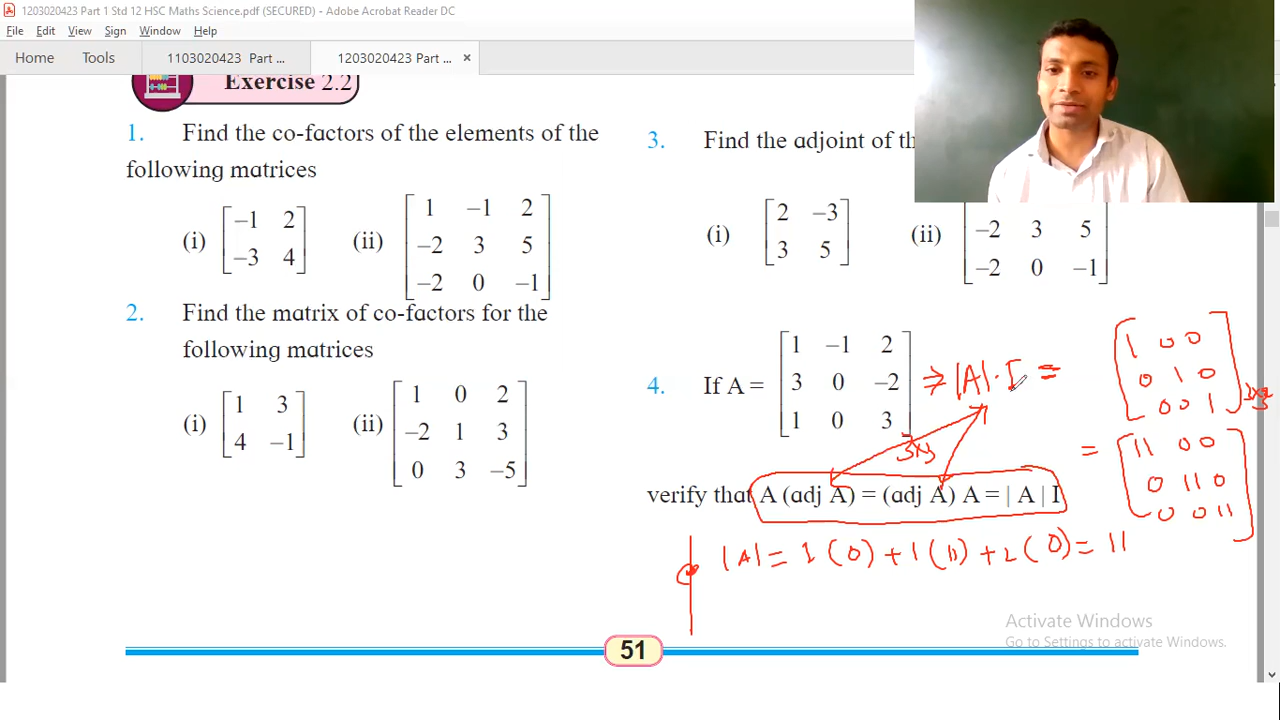 1203020423 Part 1 Std 12 HSC Maths Science.pdf (SECURED) - Adobe Acrobat Reader DC
File Edit View Sign Window Help
Home Tools 1103020423 Part ... 1203020423 Part ... ×
Exercise 2.2
1. Find the co-factors of the elements of the
following matrices
(i) [-1 2
-3 4]
(ii) [1 -1 2
-2 3 5
-2 0 -1]
2. Find the matrix of co-factors for the
following matrices
(i) [1 3
4 -1]
(ii) [1 0 2
-2 1 3
0 3 -5]
3. Find the adjoint of th
(i) [2 -3
3 5]
(ii)
-2 3 5
-2 0 -1]
4. If A = [1 -1 2
3 0 -2
1 0 3]
3×3
⇒ |A|·I =
[1 0 0
0 1 0
0 0 1] 3×3
= [11 0 0
0 11 0
0 0 11]
verify that A (adj A) = (adj A) A = | A | I
|A| = 1(0) + 1(11) + 2(0) = 11
Activate Windows
Go to Settings to activate Windows.
51